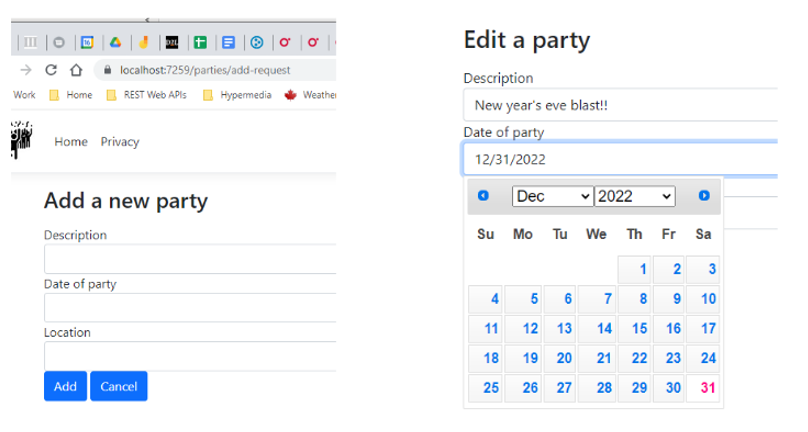 localhost:7259/parties/add-request
Work Home REST Web APIs Hypermedia Weather
Home Privacy
Add a new party
Description
Date of party
Location
Add Cancel
Edit a party
Description
New year's eve blast!!
Date of party
12/31/2022
Dec 2022
Su Mo Tu We Th Fr Sa
1 2 3
4 5 6 7 8 9 10
11 12 13 14 15 16 17
18 19 20 21 22 23 24
25 26 27 28 29 30 31